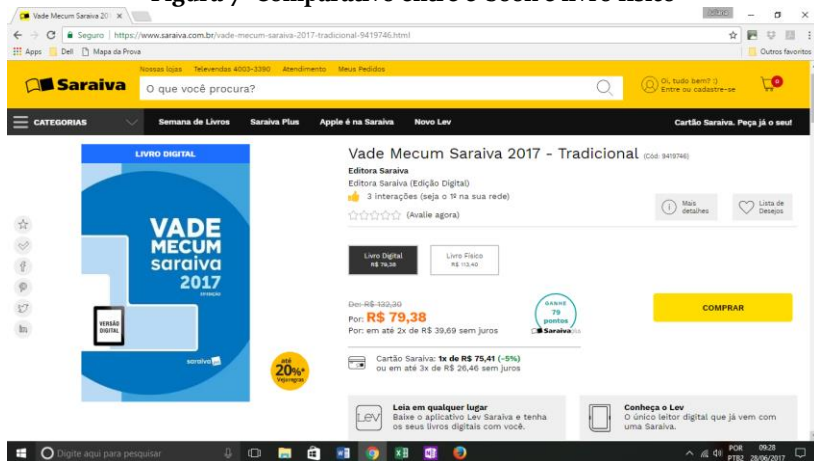 Figura 7- Comparativo entre e-book e livro físico
Vade Mecum Saraiva 201
Seguro | https://www.saraiva.com.br/vade-mecum-saraiva-2017-tradicional-9419746.html
Apps Dell Mapa da Prova Outros favoritos
Nossas lojas Televendas 4003-3390 Atendimento Meus Pedidos
Saraiva
O que você procura?
Oi, tudo bem? :)
Entre ou cadastre-se
0
CATEGORIAS Semana de Livros Saraiva Plus Apple é na Saraiva Novo Lev Cartão Saraiva. Peça já o seu!
LIVRO DIGITAL
VADE
MECUM
saraiva
2017
VERSÃO
DIGITAL
saraiva
até
20%*
Veja regras
Vade Mecum Saraiva 2017 - Tradicional (Cód: 9419746)
Editora Saraiva
Editora Saraiva (Edição Digital)
3 interações (seja o 1º na sua rede)
(Avalie agora)
Mais
detalhes
Lista de
Desejos
Livro Digital
Livro Físico
R$ 113,40
De: R$ 132,30
Por: R$ 79,38
Por: em até 2x de R$ 39,69 sem juros
GANHE
79
pontos
Saraiva
COMPRAR
Cartão Saraiva: 1x de R$ 75,41 (-5%)
ou em até 3x de R$ 26,46 sem juros
Lev
Leia em qualquer lugar
Baixe o aplicativo Lev Saraiva e tenha
os seus livros digitais com você.
Conheça o Lev
O único leitor digital que já vem com
uma Saraiva.
Digite aqui para pesquisar
POR
PTB2
09:28
28/06/2017